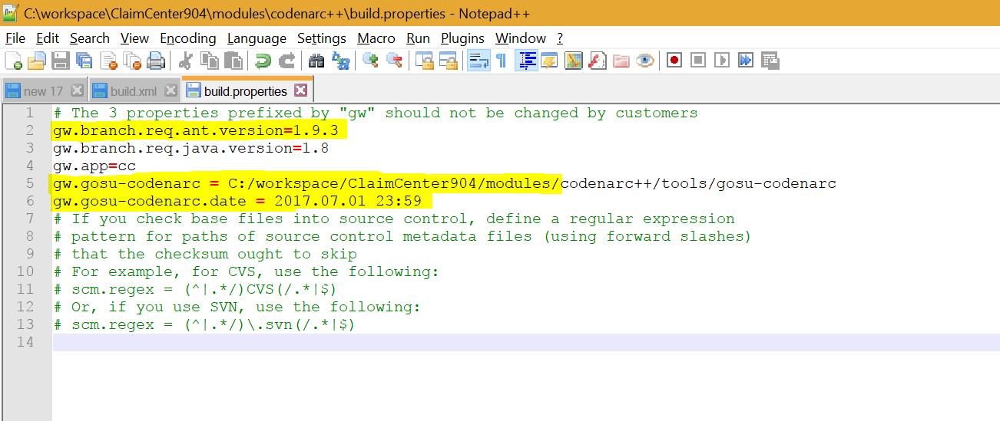 C:\workspace\ClaimCenter904\modules\codenarc++\build.properties - Notepad++
File Edit Search View Encoding Language Settings Macro Run Plugins Window ?
new 17 build.xml build.properties
1 # The 3 properties prefixed by "gw" should not be changed by customers
2 gw.branch.req.ant.version=1.9.3
3 gw.branch.req.java.version=1.8
4 gw.app=cc
5 gw.gosu-codenarc = C:/workspace/ClaimCenter904/modules/codenarc++/tools/gosu-codenarc
6 gw.gosu-codenarc.date = 2017.07.01 23:59
7 # If you check base files into source control, define a regular expression
8 # pattern for paths of source control metadata files (using forward slashes)
9 # that the checksum ought to skip
10 # For example, for CVS, use the following:
11 # scm.regex = (^|.*/)CVS(/.*|$)
12 # Or, if you use SVN, use the following:
13 # scm.regex = (^|.*/)\.svn(/.*|$)
14